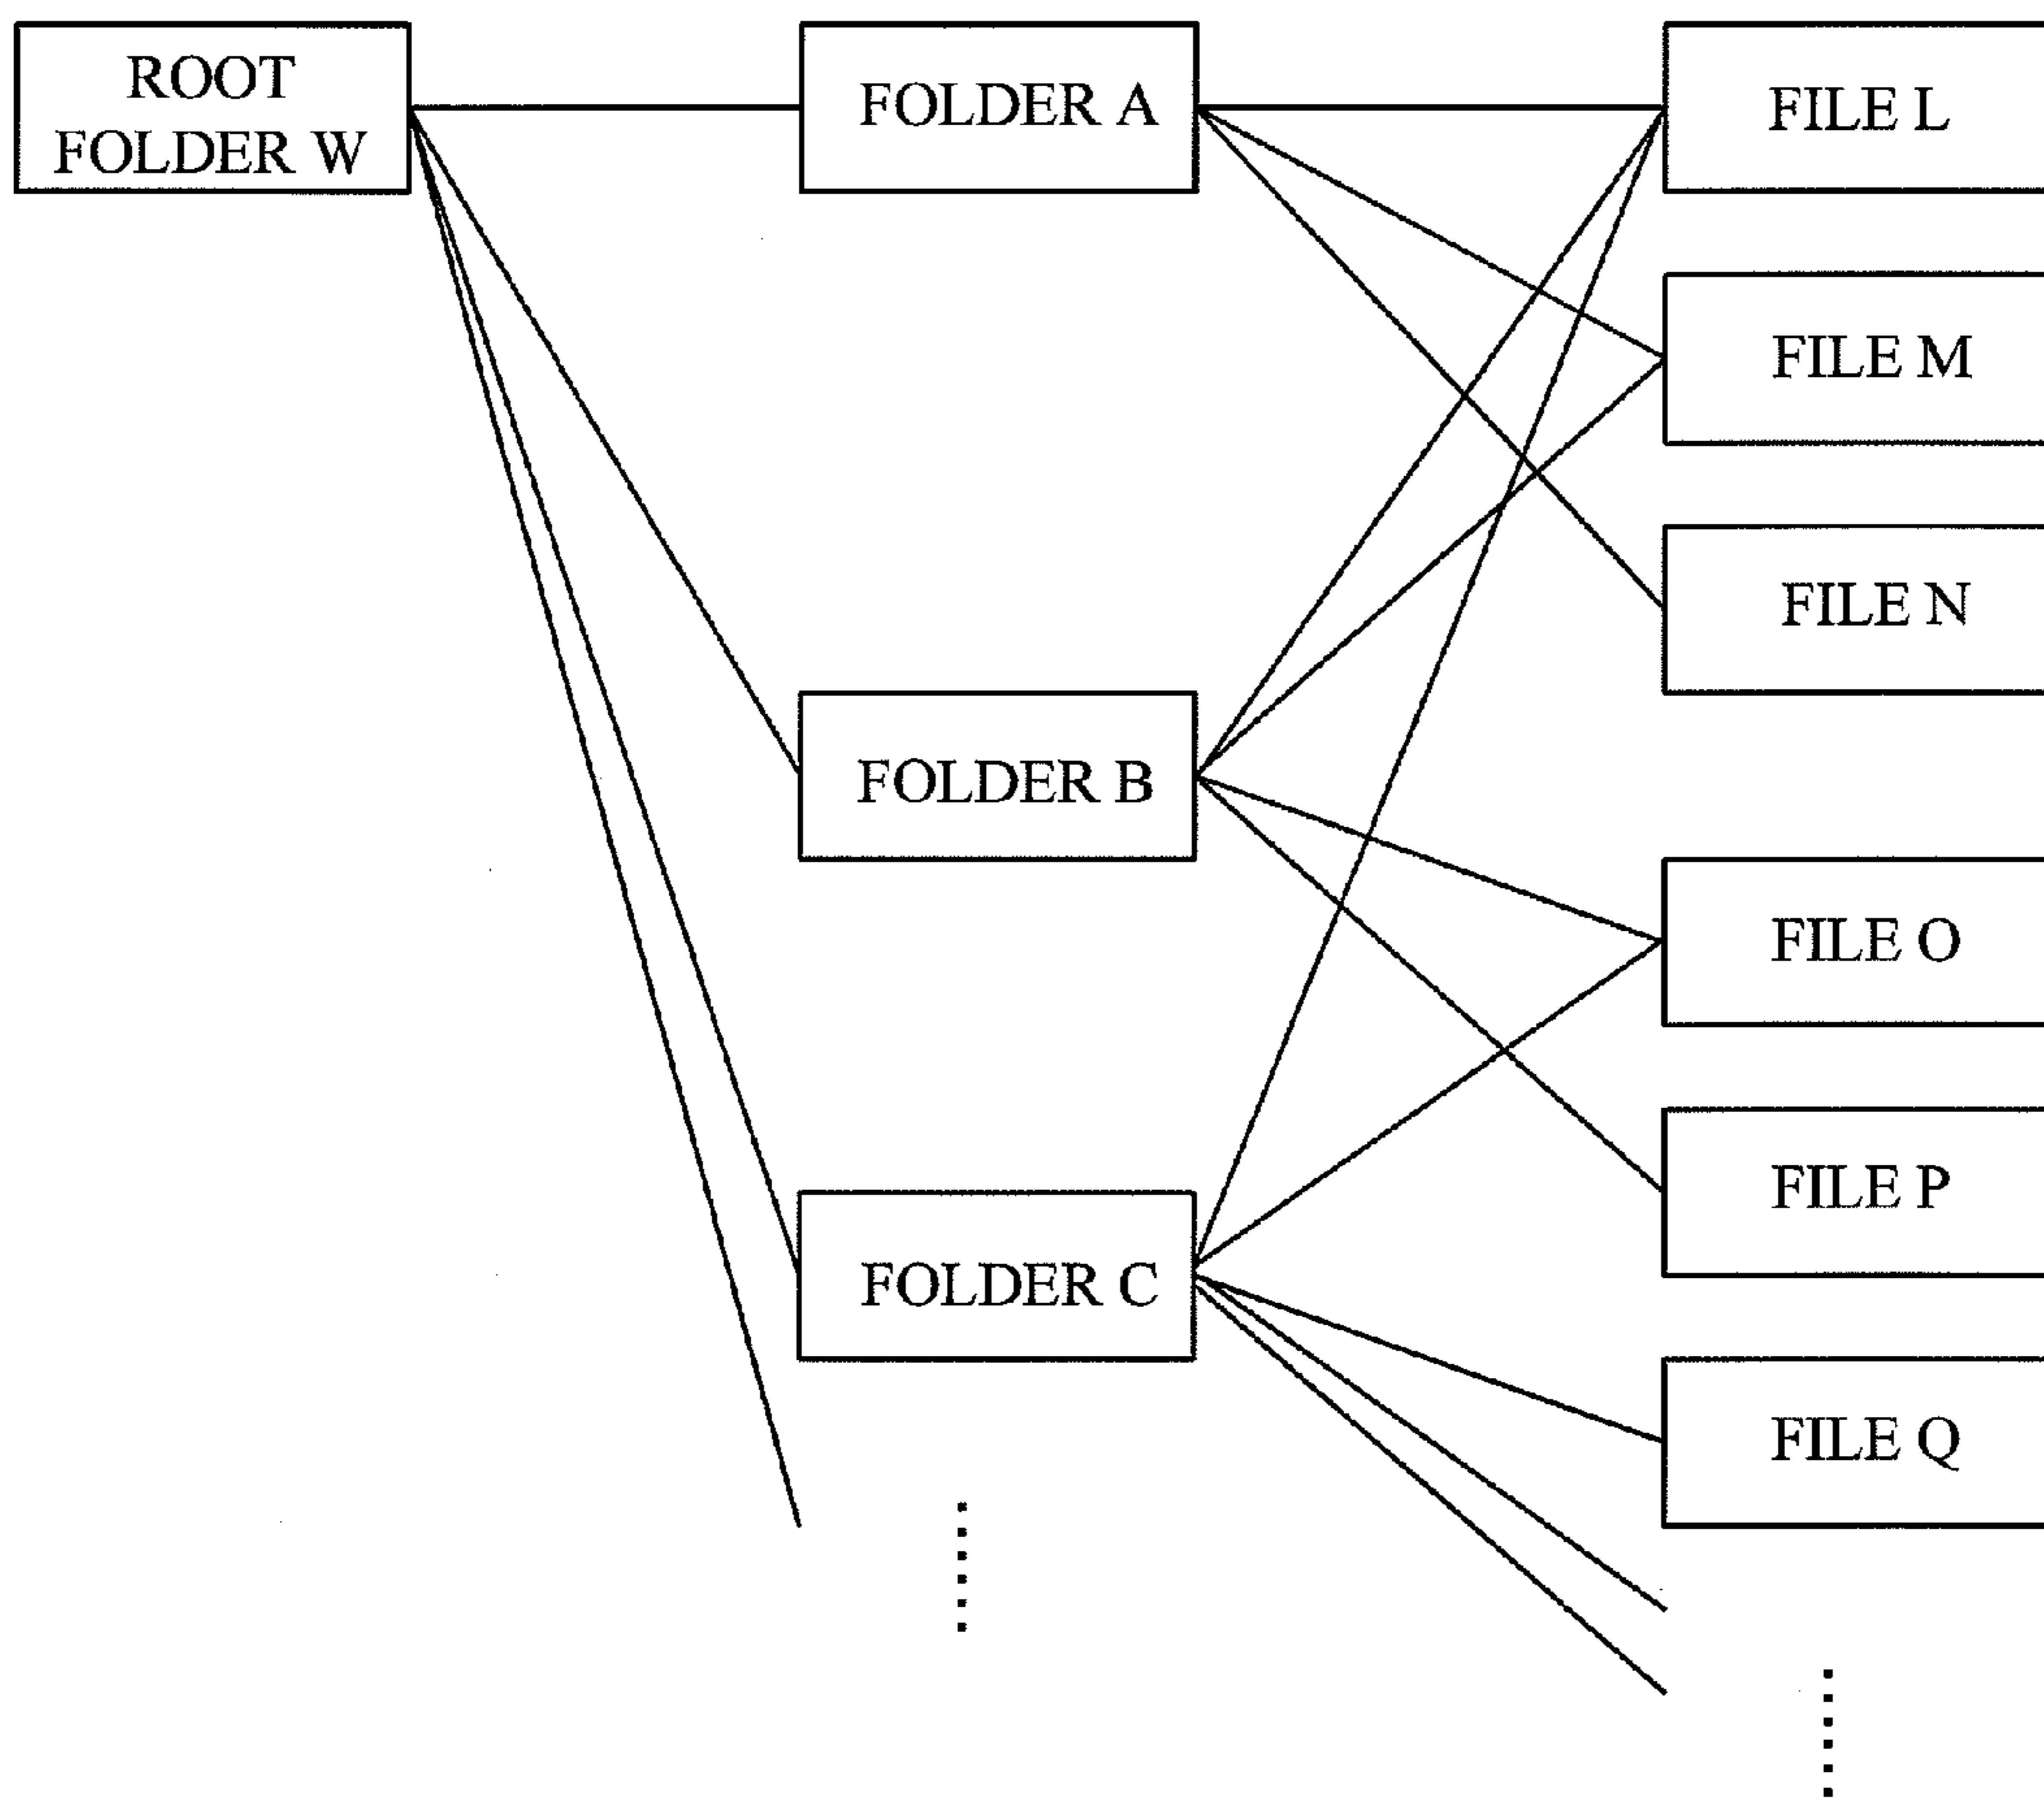 ROOT
FOLDER W
FOLDER A
FILE L
FILE M
FILE N
FOLDER B
FILE O
FILE P
FOLDER C
FILE Q